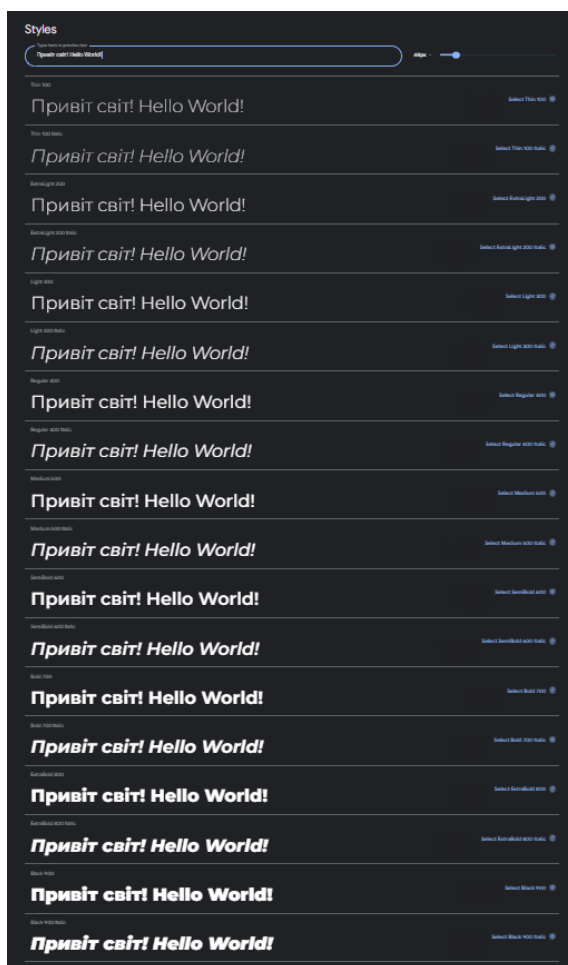 Styles
Type here to preview text
Привіт світ! Hello World!
48px
Thin 100
Привіт світ! Hello World!
Select Thin 100
Thin 100 Italic
Привіт світ! Hello World!
Select Thin 100 Italic
ExtraLight 200
Привіт світ! Hello World!
Select ExtraLight 200
ExtraLight 200 Italic
Привіт світ! Hello World!
Select ExtraLight 200 Italic
Light 300
Привіт світ! Hello World!
Select Light 300
Light 300 Italic
Привіт світ! Hello World!
Select Light 300 Italic
Regular 400
Привіт світ! Hello World!
Select Regular 400
Regular 400 Italic
Привіт світ! Hello World!
Select Regular 400 Italic
Medium 500
Привіт світ! Hello World!
Select Medium 500
Medium 500 Italic
Привіт світ! Hello World!
Select Medium 500 Italic
SemiBold 600
Привіт світ! Hello World!
Select SemiBold 600
SemiBold 600 Italic
Привіт світ! Hello World!
Select SemiBold 600 Italic
Bold 700
Привіт світ! Hello World!
Select Bold 700
Bold 700 Italic
Привіт світ! Hello World!
Select Bold 700 Italic
ExtraBold 800
Привіт світ! Hello World!
Select ExtraBold 800
ExtraBold 800 Italic
Привіт світ! Hello World!
Select ExtraBold 800 Italic
Black 900
Привіт світ! Hello World!
Select Black 900
Black 900 Italic
Привіт світ! Hello World!
Select Black 900 Italic